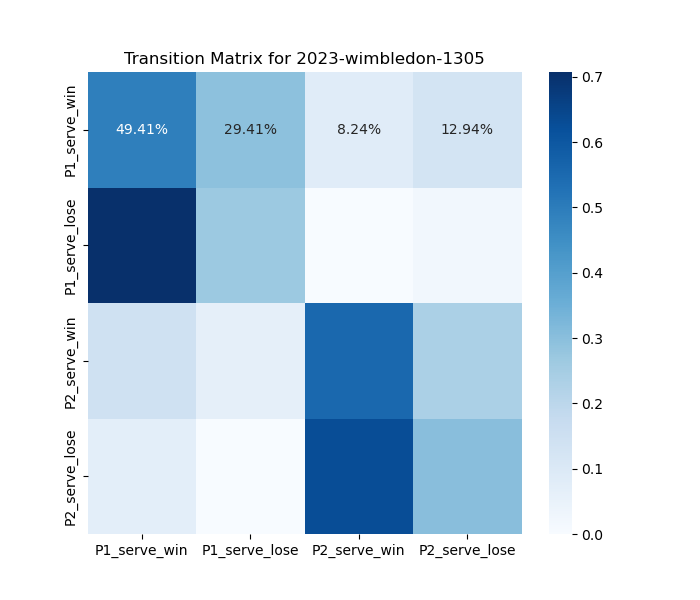 Transition Matrix for 2023-wimbledon-1305
P1_serve_win
49.41% 29.41% 8.24% 12.94%
P1_serve_lose
P2_serve_win
P2_serve_lose
P1_serve_win P1_serve_lose P2_serve_win P2_serve_lose
0.7
0.6
0.5
0.4
0.3
0.2
0.1
0.0